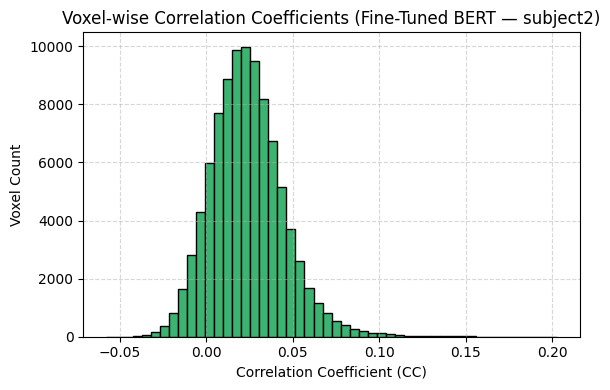 Voxel-wise Correlation Coefficients (Fine-Tuned BERT — subject2)
10000
8000
6000
4000
2000
0
Voxel Count
−0.05 0.00 0.05 0.10 0.15 0.20
Correlation Coefficient (CC)